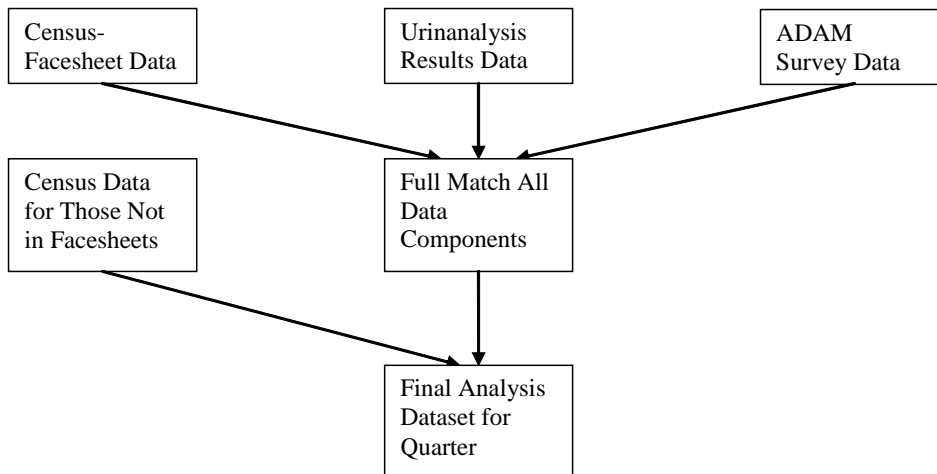 Census-
Facesheet Data
Urinanalysis
Results Data
ADAM
Survey Data
Census Data
for Those Not
in Facesheets
Full Match All
Data
Components
Final Analysis
Dataset for
Quarter